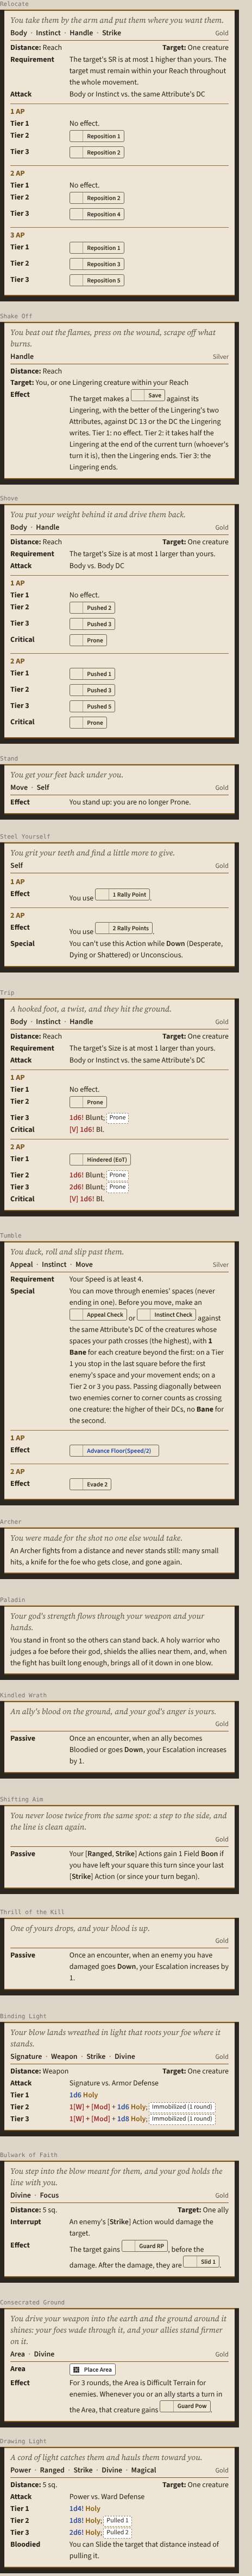 Relocate
You take them by the arm and put them where you want them.
Body · Instinct · Handle · Strike Gold
Distance: Reach Target: One creature
Requirement The target's SR is at most 1 higher than yours. The
target must remain within your Reach throughout
the whole movement.
Attack Body or Instinct vs. the same Attribute's DC
1 AP
Tier 1 No effect.
Tier 2 Reposition 1
Tier 3 Reposition 2
2 AP
Tier 1 No effect.
Tier 2 Reposition 2
Tier 3 Reposition 4
3 AP
Tier 1 Reposition 1
Tier 2 Reposition 3
Tier 3 Reposition 5
Shake Off
You beat out the flames, press on the wound, scrape off what
burns.
Handle Silver
Distance: Reach
Target: You, or one Lingering creature within your Reach
Effect The target makes a Save against its
Lingering, with the better of the Lingering's two
Attributes, against DC 13 or the DC the Lingering
writes. Tier 1: no effect. Tier 2: it takes half the
Lingering at the end of the current turn (whoever's
turn it is), then the Lingering ends. Tier 3: the
Lingering ends.
Shove
You put your weight behind it and drive them back.
Body · Handle Gold
Distance: Reach Target: One creature
Requirement The target's Size is at most 1 larger than yours.
Attack Body vs. Body DC
1 AP
Tier 1 No effect.
Tier 2 Pushed 2
Tier 3 Pushed 3
Critical Prone
2 AP
Tier 1 Pushed 1
Tier 2 Pushed 3
Tier 3 Pushed 5
Critical Prone
Stand
You get your feet back under you.
Move · Self Gold
Effect You stand up: you are no longer Prone.
Steel Yourself
You grit your teeth and find a little more to give.
Self Gold
1 AP
Effect You use 1 Rally Point.
2 AP
Effect You use 2 Rally Points.
Special You can't use this Action while Down (Desperate,
Dying or Shattered) or Unconscious.
Trip
A hooked foot, a twist, and they hit the ground.
Body · Instinct · Handle Gold
Distance: Reach Target: One creature
Requirement The target's Size is at most 1 larger than yours.
Attack Body or Instinct vs. the same Attribute's DC
1 AP
Tier 1 No effect.
Tier 2 Prone
Tier 3 1d6! Blunt; Prone
Critical [V] 1d6! Bl.
2 AP
Tier 1 Hindered (EoT)
Tier 2 1d6! Blunt; Prone
Tier 3 2d6! Blunt; Prone
Critical [V] 1d6! Bl.
Tumble
You duck, roll and slip past them.
Appeal · Instinct · Move Silver
Requirement Your Speed is at least 4.
Special You can move through enemies' spaces (never
ending in one). Before you move, make an
Appeal Check or Instinct Check against
the same Attribute's DC of the creatures whose
spaces your path crosses (the highest), with 1
Bane for each creature beyond the first: on a Tier
1 you stop in the last square before the first
enemy's space and your movement ends; on a
Tier 2 or 3 you pass. Passing diagonally between
two enemies corner to corner counts as crossing
one creature: the higher of their DCs, no Bane for
the second.
1 AP
Effect Advance Floor(Speed/2)
2 AP
Effect Evade 2
Archer
You were made for the shot no one else would take.
An Archer fights from a distance and never stands still: many small
hits, a knife for the foe who gets close, and gone again.
Paladin
Your god's strength flows through your weapon and your
hands.
You stand in front so the others can stand back. A holy warrior who
judges a foe before their god, shields the allies near them, and, when
the fight has built long enough, brings all of it down in one blow.
Kindled Wrath
An ally's blood on the ground, and your god's anger is yours.
Gold
Passive Once an encounter, when an ally becomes
Bloodied or goes Down, your Escalation increases
by 1.
Shifting Aim
You never loose twice from the same spot: a step to the side, and
the line is clean again.
Gold
Passive Your [Ranged, Strike] Actions gain 1 Field Boon if
you have left your square this turn since your last
[Strike] Action (or since your turn began).
Thrill of the Kill
One of yours drops, and your blood is up.
Gold
Passive Once an encounter, when an enemy you have
damaged goes Down, your Escalation increases by
1.
Binding Light
Your blow lands wreathed in light that roots your foe where it
stands.
Signature · Weapon · Strike · Divine Gold
Distance: Weapon Target: One creature
Attack Signature vs. Armor Defense
Tier 1 1d6 Holy
Tier 2 1[W] + [Mod] + 1d6 Holy; Immobilized (1 round)
Tier 3 1[W] + [Mod] + 1d8 Holy; Immobilized (1 round)
Bulwark of Faith
You step into the blow meant for them, and your god holds the
line with you.
Divine · Focus Gold
Distance: 5 sq. Target: One ally
Interrupt An enemy's [Strike] Action would damage the
target.
Effect The target gains Guard RP, before the
damage. After the damage, they are Slid 1.
Consecrated Ground
You drive your weapon into the earth and the ground around it
shines: your foes wade through it, and your allies stand firmer
on it.
Area · Divine Gold
Area Place Area
Effect For 3 rounds, the Area is Difficult Terrain for
enemies. Whenever you or an ally starts a turn in
the Area, that creature gains Guard Pow.
Drawing Light
A cord of light catches them and hauls them toward you.
Power · Ranged · Strike · Divine · Magical Gold
Distance: 5 sq. Target: One creature
Attack Power vs. Ward Defense
Tier 1 1d4! Holy
Tier 2 1d8! Holy; Pulled 1
Tier 3 2d6! Holy; Pulled 2
Bloodied You can Slide the target that distance instead of
pulling it.